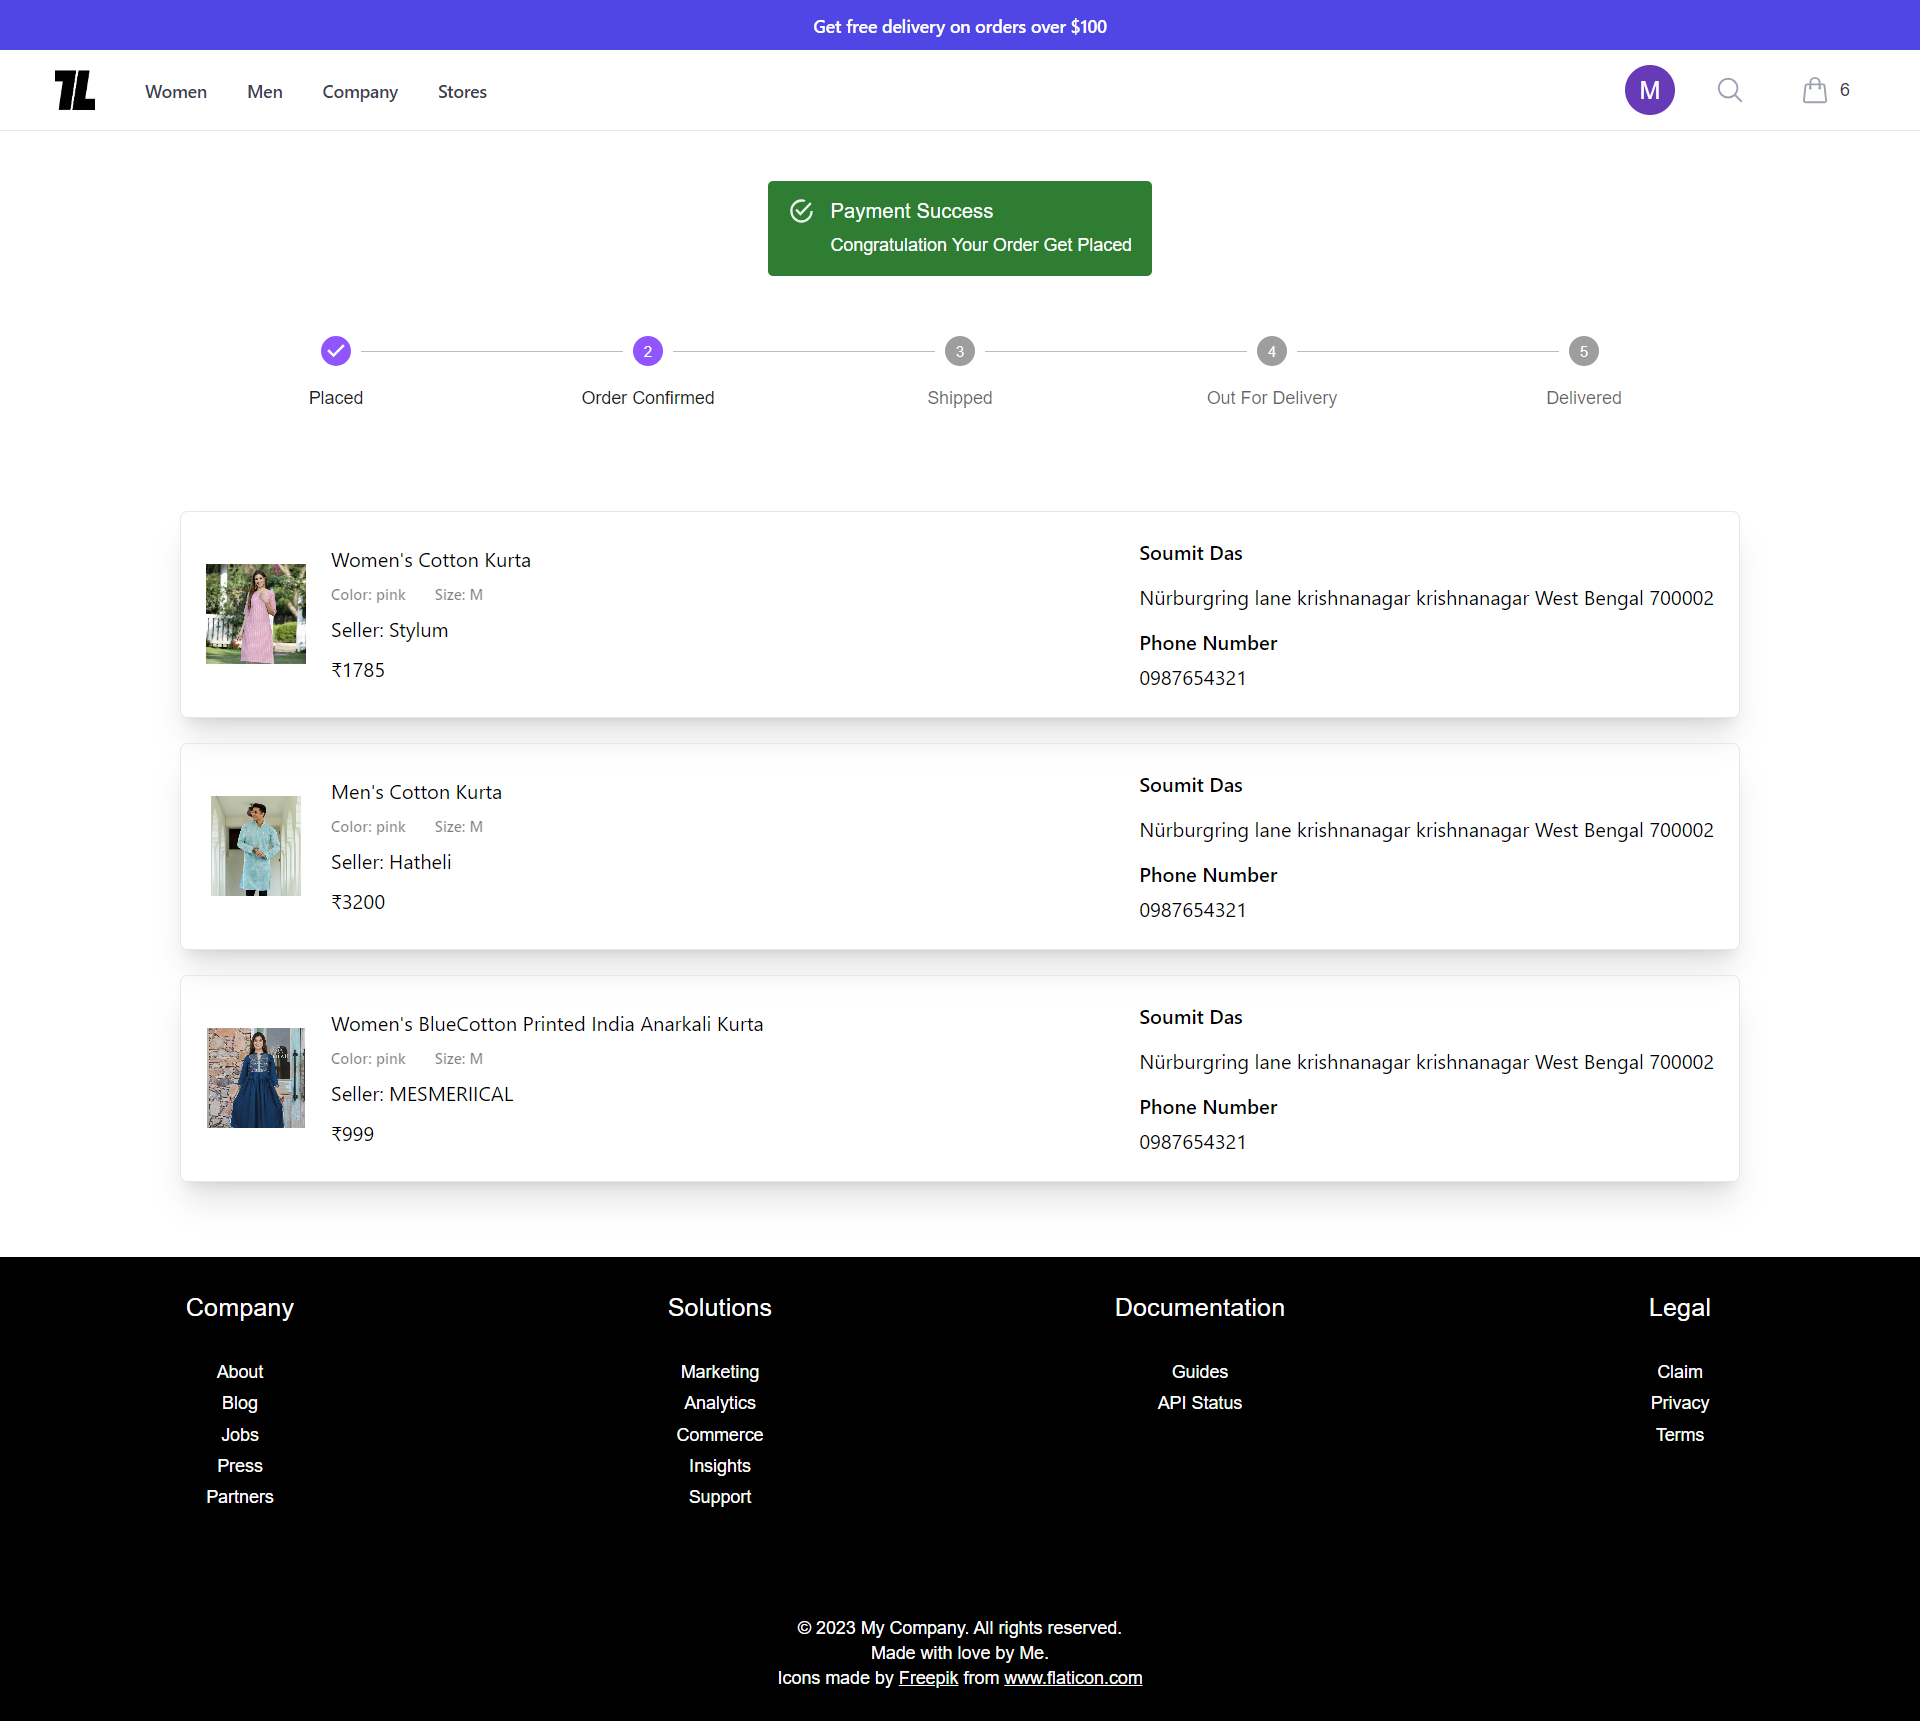 Get free delivery on orders over $100
Women Men Company Stores
M
6
Payment Success
Congratulation Your Order Get Placed
2 3 4 5
Placed Order Confirmed Shipped Out For Delivery Delivered
Women's Cotton Kurta
Color: pink Size: M
Seller: Stylum
₹1785
Soumit Das
Nürburgring lane krishnanagar krishnanagar West Bengal 700002
Phone Number
0987654321
Men's Cotton Kurta
Color: pink Size: M
Seller: Hatheli
₹3200
Soumit Das
Nürburgring lane krishnanagar krishnanagar West Bengal 700002
Phone Number
0987654321
Women's BlueCotton Printed India Anarkali Kurta
Color: pink Size: M
Seller: MESMERIICAL
₹999
Soumit Das
Nürburgring lane krishnanagar krishnanagar West Bengal 700002
Phone Number
0987654321
Company
About
Blog
Jobs
Press
Partners
Solutions
Marketing
Analytics
Commerce
Insights
Support
Documentation
Guides
API Status
Legal
Claim
Privacy
Terms
© 2023 My Company. All rights reserved.
Made with love by Me.
Icons made by Freepik from www.flaticon.com